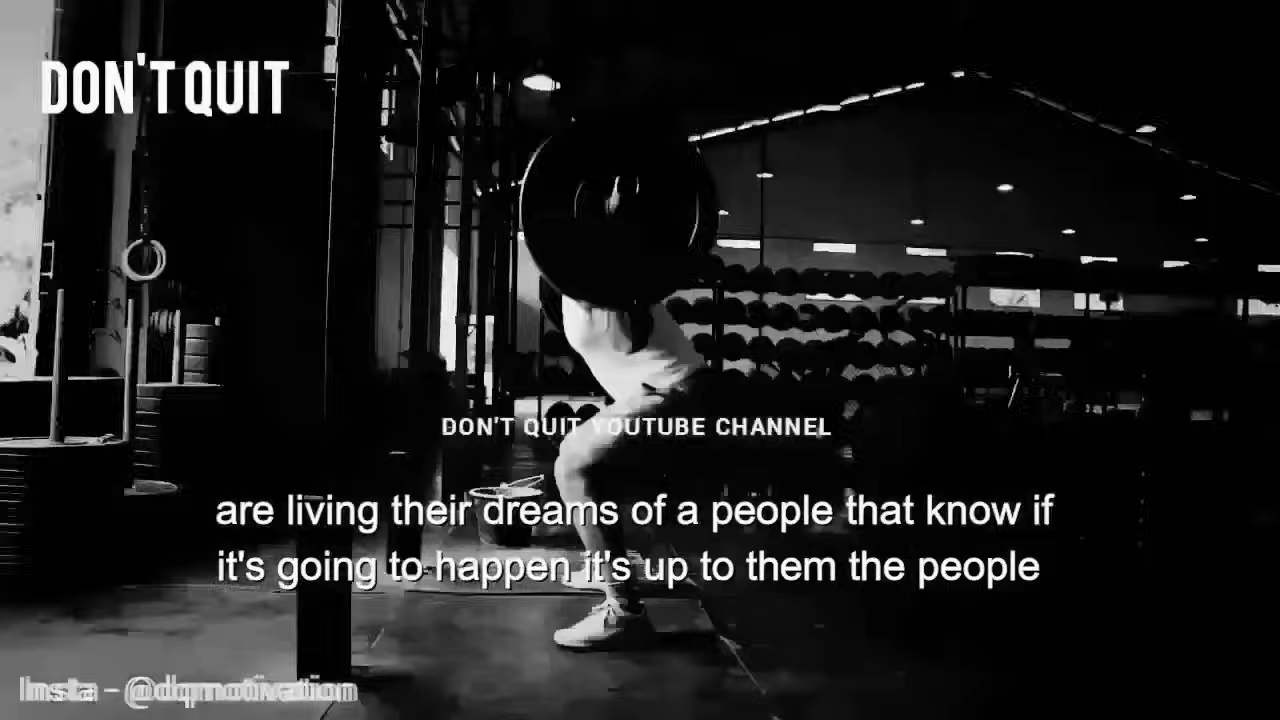 DON'T QUIT
DON'T QUIT YOUTUBE CHANNEL
are living their dreams of a people that know if
it's going to happen it's up to them the people
Insta - @dqmotivation